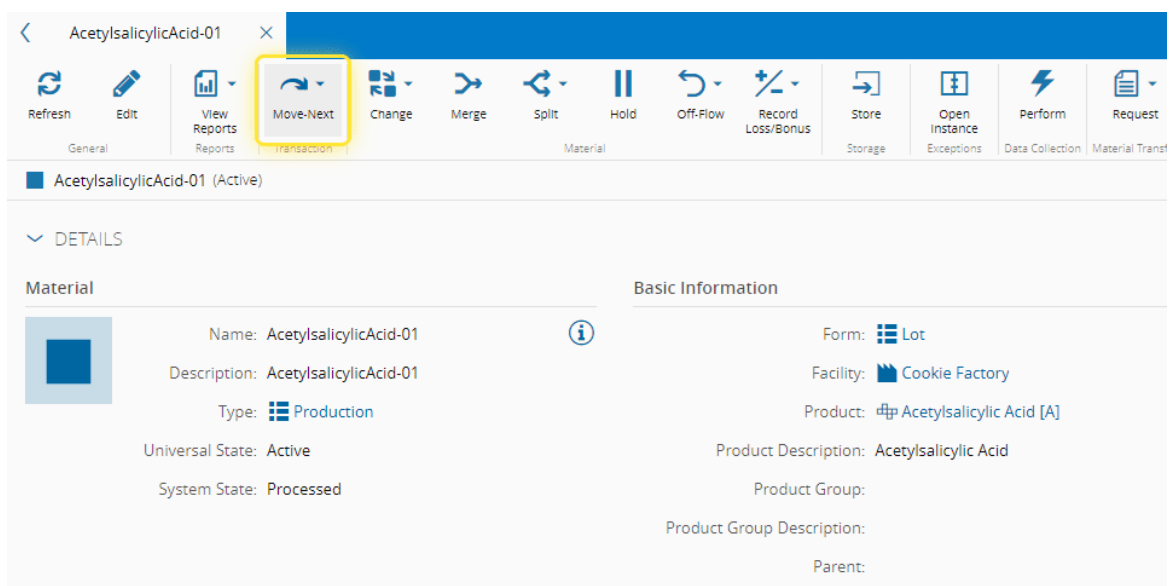 AcetylsalicylicAcid-01
Refresh
Edit
View
Reports
Move-Next
Change
Merge
Split
Hold
Off-Flow
Record
Loss/Bonus
Store
Open
Instance
Perform
Request
General
Reports
Transaction
Material
Storage
Exceptions
Data Collection
Material Transf
AcetylsalicylicAcid-01 (Active)
DETAILS
Material
Name: AcetylsalicylicAcid-01
Description: AcetylsalicylicAcid-01
Type: Production
Universal State: Active
System State: Processed
Basic Information
Form: Lot
Facility: Cookie Factory
Product: Acetylsalicylic Acid [A]
Product Description: Acetylsalicylic Acid
Product Group:
Product Group Description:
Parent: